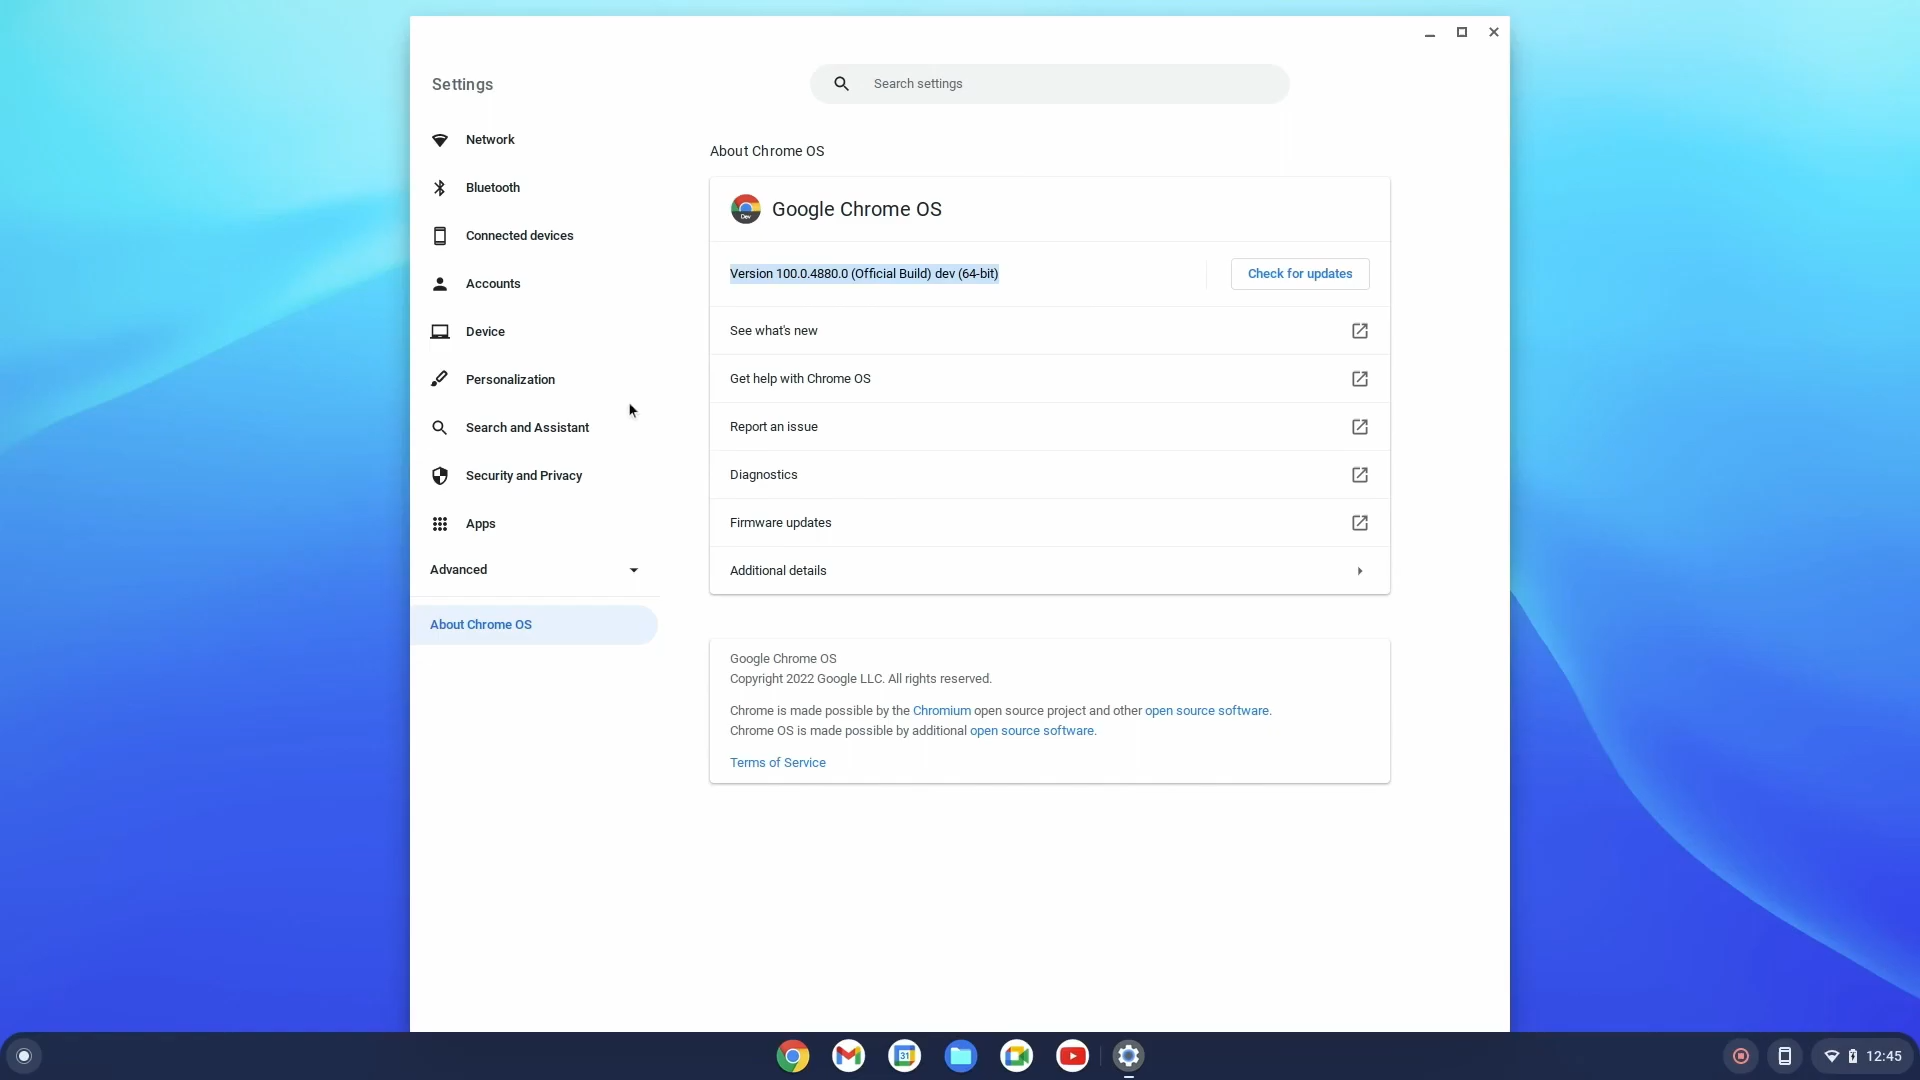 Settings
Search settings
Network
Bluetooth
Connected devices
Accounts
Device
Personalization
Search and Assistant
Security and Privacy
Apps
Advanced
About Chrome OS
About Chrome OS
Dev
Google Chrome OS
Version 100.0.4880.0 (Official Build) dev (64-bit)
Check for updates
See what's new
Get help with Chrome OS
Report an issue
Diagnostics
Firmware updates
Additional details
Google Chrome OS
Copyright 2022 Google LLC. All rights reserved.
Chrome is made possible by the Chromium open source project and other open source software.
Chrome OS is made possible by additional open source software.
Terms of Service
31
12:45